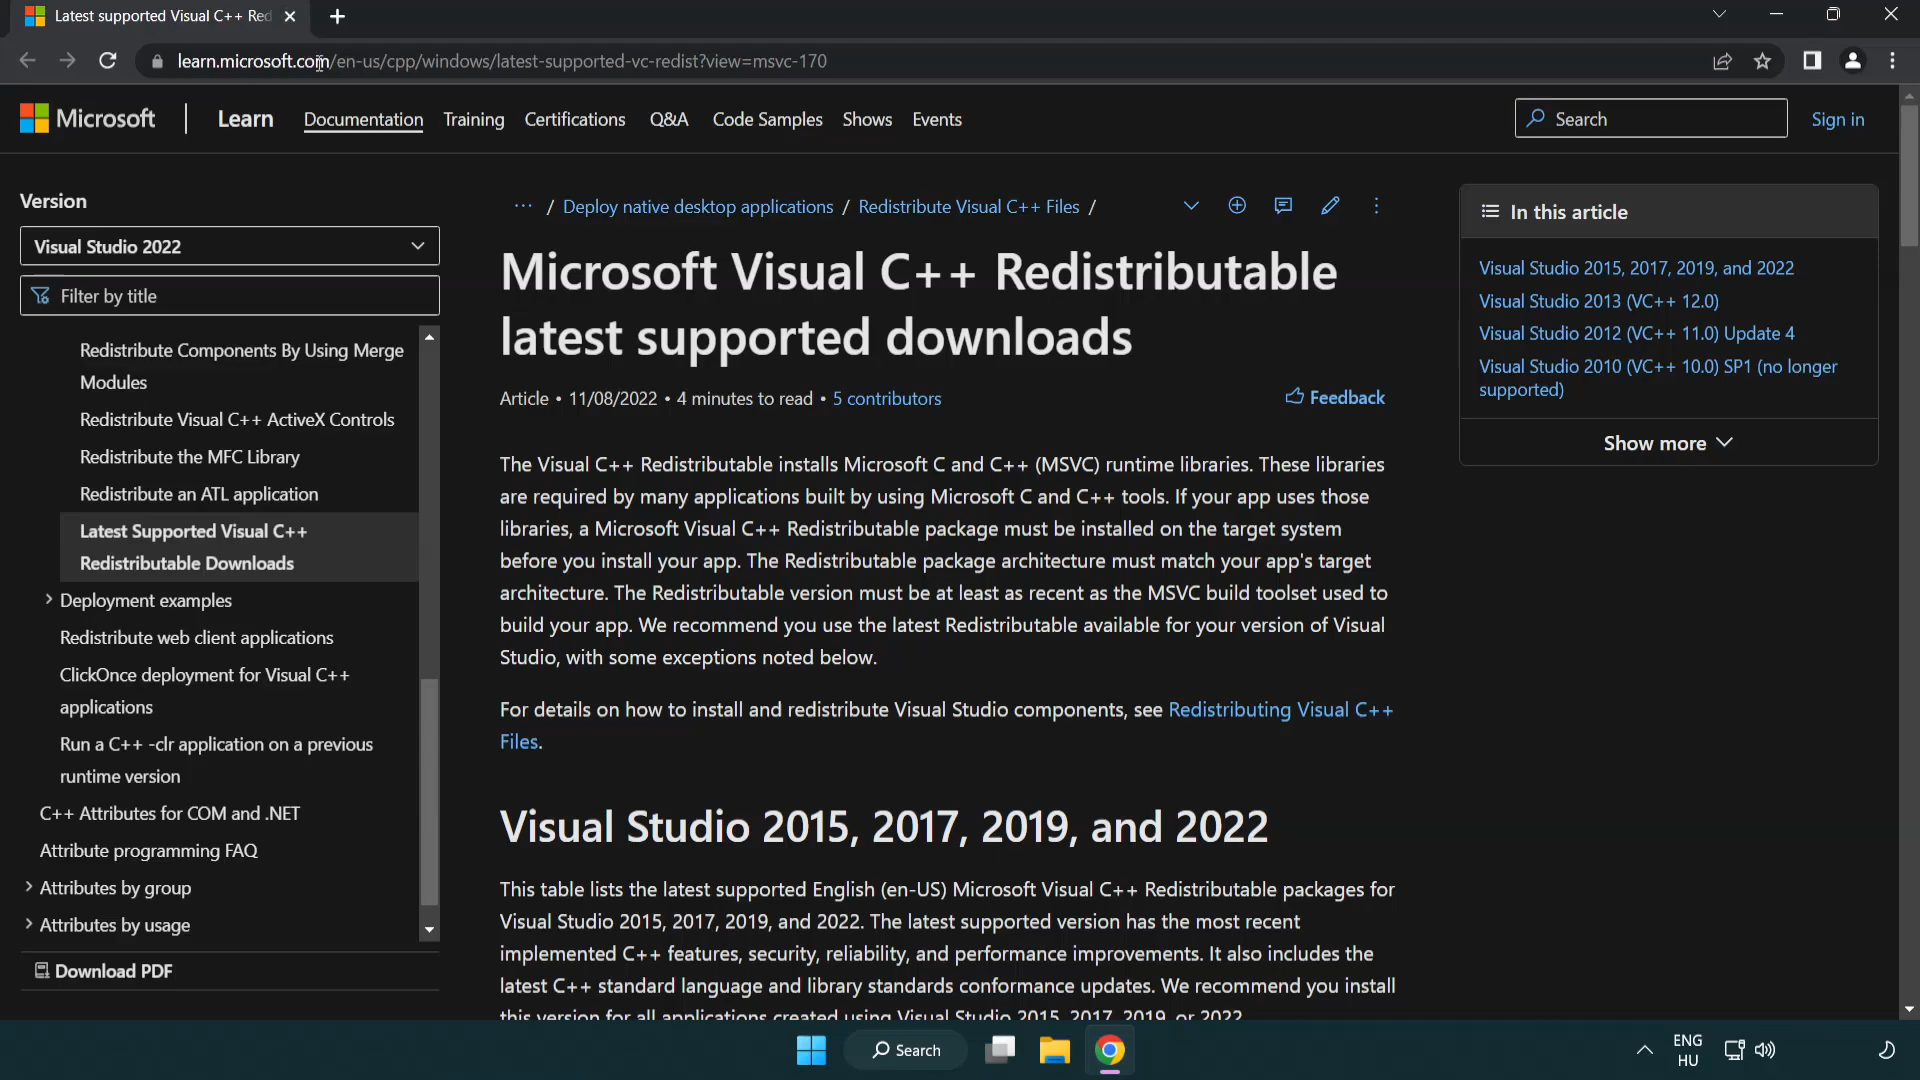 Latest supported Visual C++ Red
learn.microsoft.com/en-us/cpp/windows/latest-supported-vc-redist?view=msvc-170
Microsoft
Learn
Documentation
Training
Certifications
Q&A
Code Samples
Shows
Events
Search
Sign in
Version
Visual Studio 2022
Filter by title
Redistribute Components By Using Merge
Modules
Redistribute Visual C++ ActiveX Controls
Redistribute the MFC Library
Redistribute an ATL application
Latest Supported Visual C++
Redistributable Downloads
Deployment examples
Redistribute web client applications
ClickOnce deployment for Visual C++
applications
Run a C++ -clr application on a previous
runtime version
C++ Attributes for COM and .NET
Attribute programming FAQ
Attributes by group
Attributes by usage
Download PDF
... / Deploy native desktop applications / Redistribute Visual C++ Files /
Microsoft Visual C++ Redistributable
latest supported downloads
Article • 11/08/2022 • 4 minutes to read • 5 contributors
Feedback
The Visual C++ Redistributable installs Microsoft C and C++ (MSVC) runtime libraries. These libraries
are required by many applications built by using Microsoft C and C++ tools. If your app uses those
libraries, a Microsoft Visual C++ Redistributable package must be installed on the target system
before you install your app. The Redistributable package architecture must match your app's target
architecture. The Redistributable version must be at least as recent as the MSVC build toolset used to
build your app. We recommend you use the latest Redistributable available for your version of Visual
Studio, with some exceptions noted below.
For details on how to install and redistribute Visual Studio components, see Redistributing Visual C++
Files.
Visual Studio 2015, 2017, 2019, and 2022
This table lists the latest supported English (en-US) Microsoft Visual C++ Redistributable packages for
Visual Studio 2015, 2017, 2019, and 2022. The latest supported version has the most recent
implemented C++ features, security, reliability, and performance improvements. It also includes the
latest C++ standard language and library standards conformance updates. We recommend you install
this version for all applications created using Visual Studio 2015, 2017, 2019, or 2022.
In this article
Visual Studio 2015, 2017, 2019, and 2022
Visual Studio 2013 (VC++ 12.0)
Visual Studio 2012 (VC++ 11.0) Update 4
Visual Studio 2010 (VC++ 10.0) SP1 (no longer
supported)
Show more
Search
ENG
HU